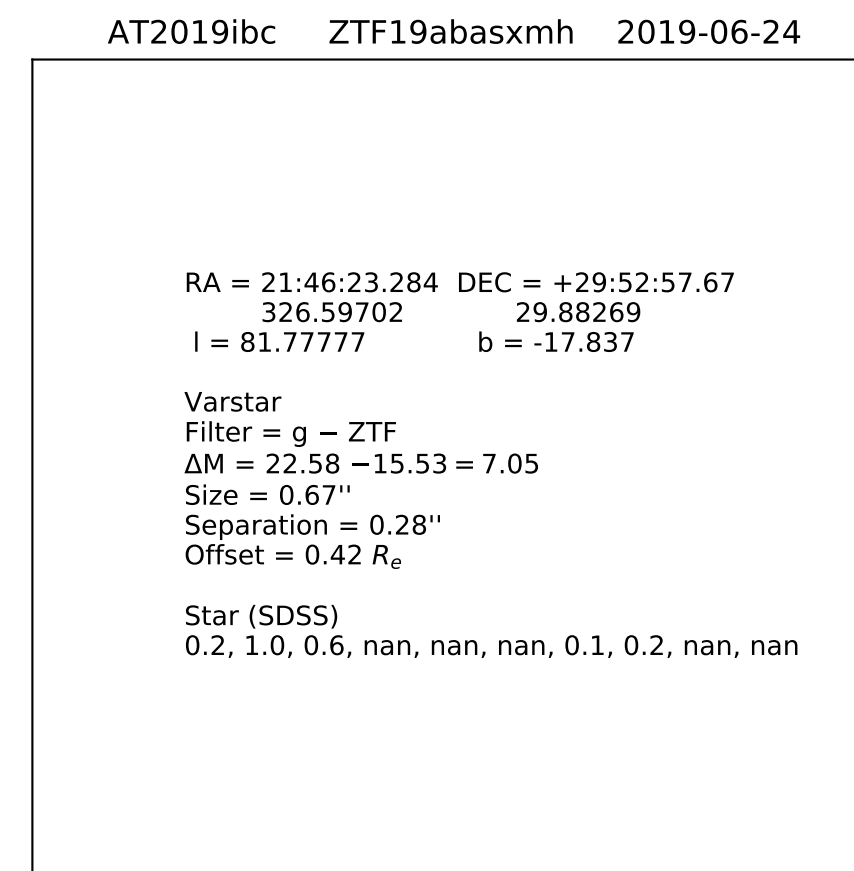 AT2019ibc ZTF19abasxmh 2019-06-24
RA = 21:46:23.284 DEC = +29:52:57.67
326.59702 29.88269
l = 81.77777 b = -17.837
Varstar
Filter = g − ZTF
ΔM = 22.58 −15.53 = 7.05
Size = 0.67''
Separation = 0.28''
Offset = 0.42 Rₑ
Star (SDSS)
0.2, 1.0, 0.6, nan, nan, nan, 0.1, 0.2, nan, nan